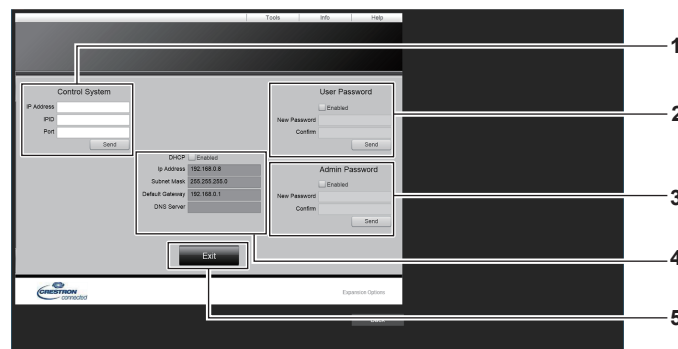 Tools Info Help
Control System
IP Address
IPID
Port
Send
User Password
Enabled
New Password
Confirm
Send
DHCP Enabled
Ip Address 192.168.0.8
Subnet Mask 255.255.255.0
Default Gateway 192.168.0.1
DNS Server
Admin Password
Enabled
New Password
Confirm
Send
Exit
CRESTRON
connected
Expansion Options
1
2
3
4
5